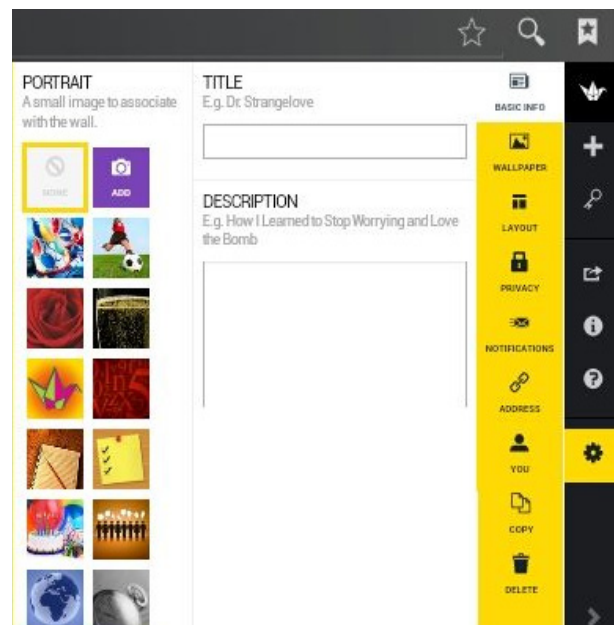 PORTRAIT
A small image to associate
with the wall.
NONE
ADD
TITLE
E.g. Dr. Strangelove
DESCRIPTION
E.g. How I Learned to Stop Worrying and Love
the Bomb
BASIC INFO
WALLPAPER
LAYOUT
PRIVACY
NOTIFICATIONS
ADDRESS
YOU
COPY
DELETE